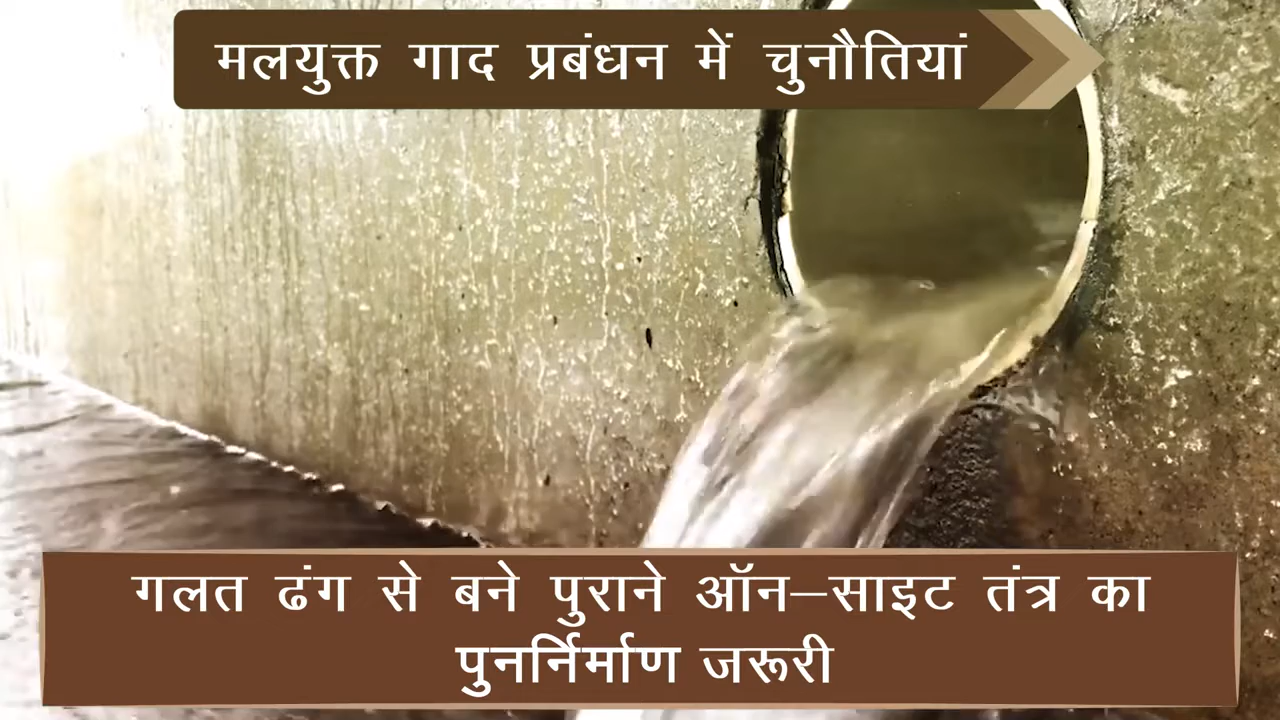 मलयुक्त गाद प्रबंधन में चुनौतियां
गलत ढंग से बने पुराने ऑन–साइट तंत्र का
पुनर्निर्माण जरूरी